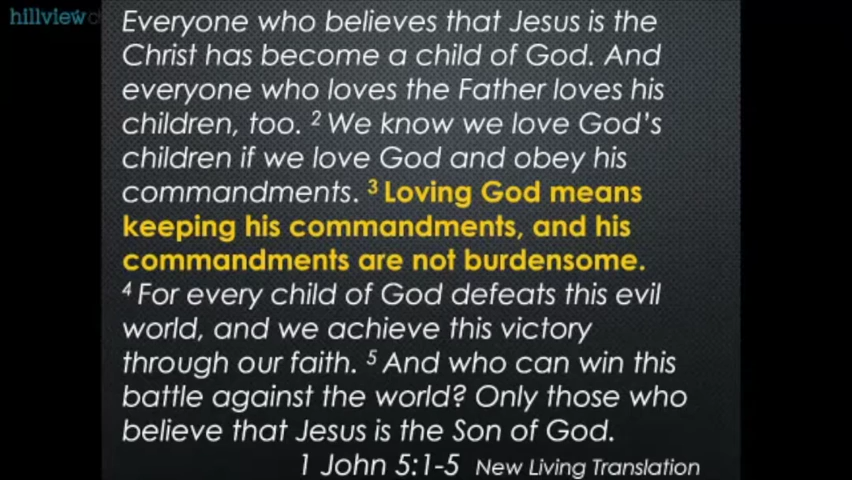 hillview
Everyone who believes that Jesus is the
Christ has become a child of God. And
everyone who loves the Father loves his
children, too. 2 We know we love God's
children if we love God and obey his
commandments. 3 Loving God means
keeping his commandments, and his
commandments are not burdensome.
4 For every child of God defeats this evil
world, and we achieve this victory
through our faith. 5 And who can win this
battle against the world? Only those who
believe that Jesus is the Son of God.
1 John 5:1-5 New Living Translation